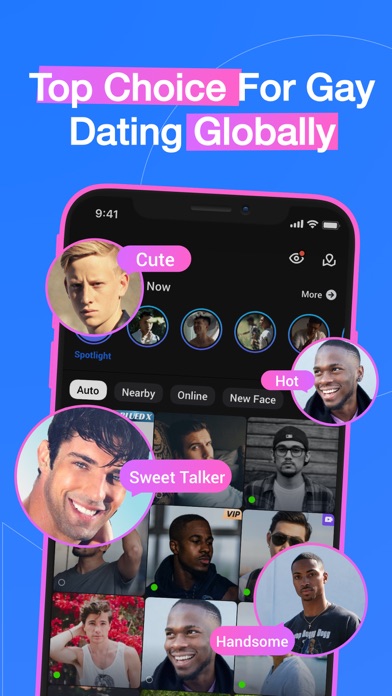 Top Choice For Gay
Dating Globally
9:41
Cute
Now
More
Spotlight
Hot
Auto
Nearby
Online
New Face
BLUED X
Sweet Talker
VIP
Handsome